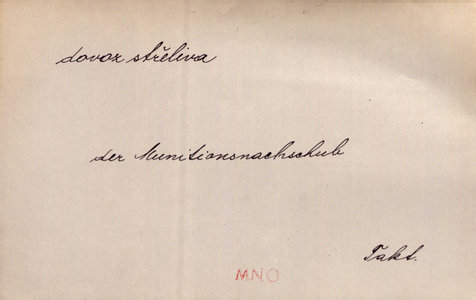 dovoz střeliva
der Munitionsnachschub
Takt.
MNO